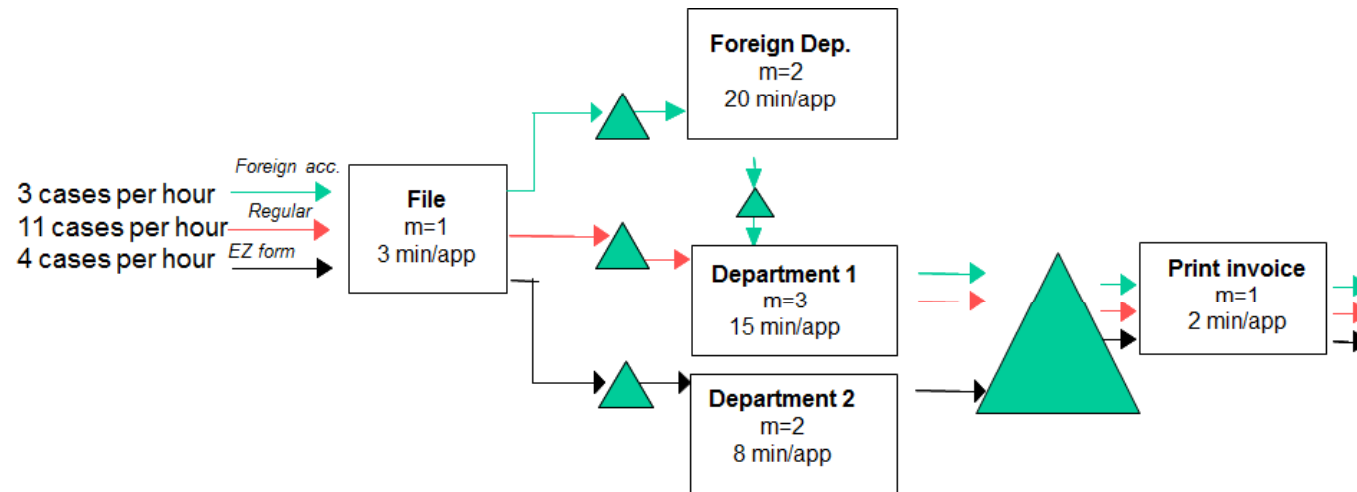 Foreign Dep.
m=2
20 min/app
Foreign acc.
3 cases per hour
Regular
11 cases per hour
EZ form
4 cases per hour
File
m=1
3 min/app
Department 1
m=3
15 min/app
Print invoice
m=1
2 min/app
Department 2
m=2
8 min/app